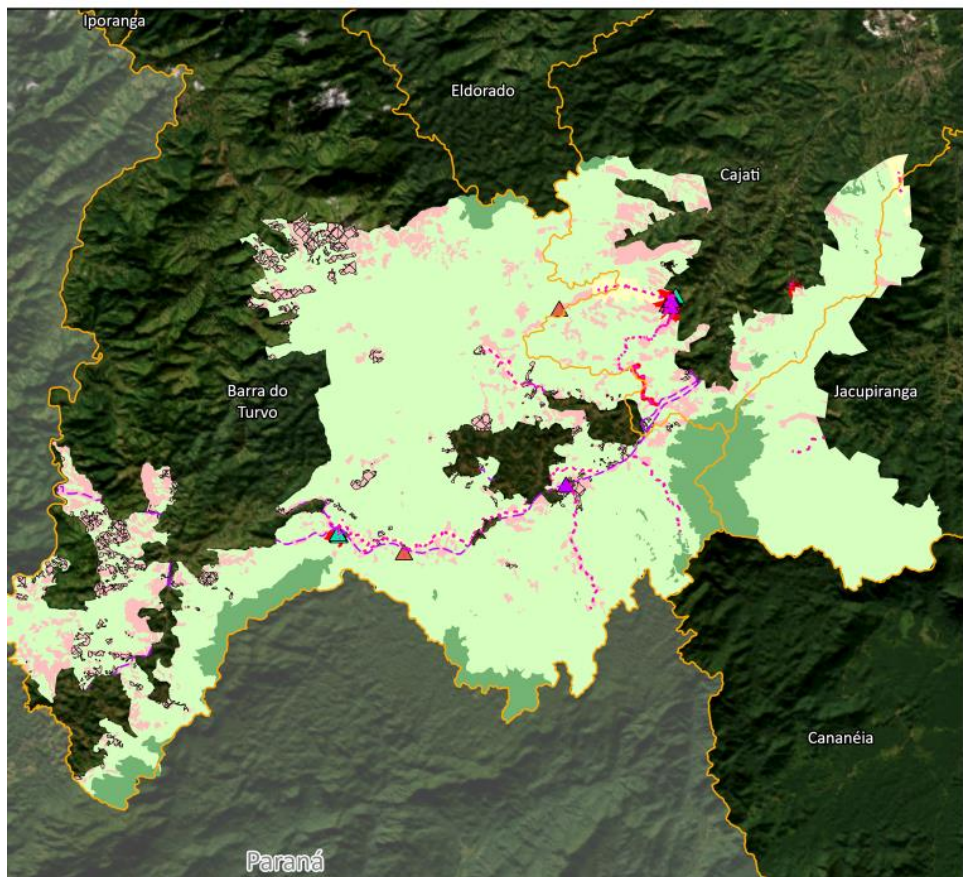 Iporanga
Eldorado
Cajati
Barra do
Turvo
Jacupiranga
Cananéia
Paraná